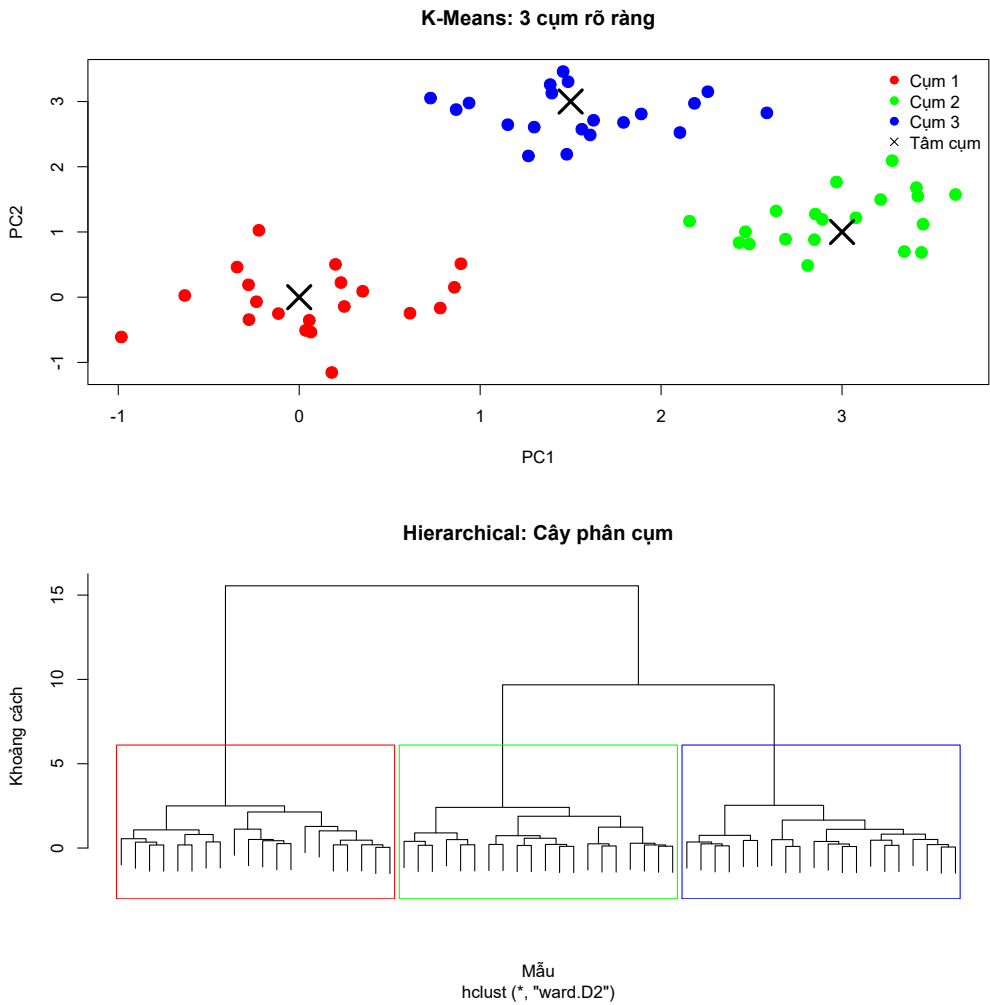 K-Means: 3 cụm rõ ràng
Cụm 1
Cụm 2
Cụm 3
Tâm cụm
PC2
3
2
1
0
-1
-1
0
1
2
3
PC1
Hierarchical: Cây phân cụm
Khoảng cách
15
10
5
0
Mẫu
hclust (*, "ward.D2")